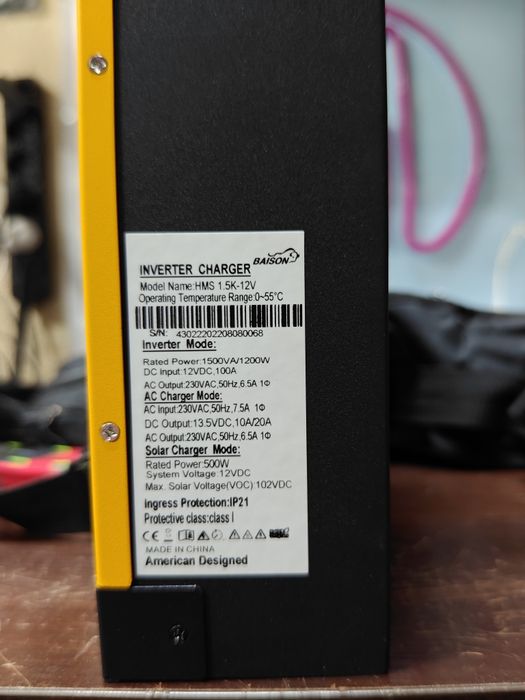 BAISON
INVERTER CHARGER
Model Name:HMS 1.5K-12V
Operating Temperature Range:0~55°C
S/N: 43022202208080068
Inverter Mode:
Rated Power:1500VA/1200W
DC Input:12VDC,100A
AC Output:230VAC,50Hz,6.5A 1Φ
AC Charger Mode:
AC Input:230VAC,50Hz,7.5A 1Φ
DC Output:13.5VDC,10A/20A
AC Output:230VAC,50Hz,6.5A 1Φ
Solar Charger Mode:
Rated Power:500W
System Voltage:12VDC
Max. Solar Voltage(VOC):102VDC
Ingress Protection:IP21
Protective class:class I
CE
MADE IN CHINA
American Designed